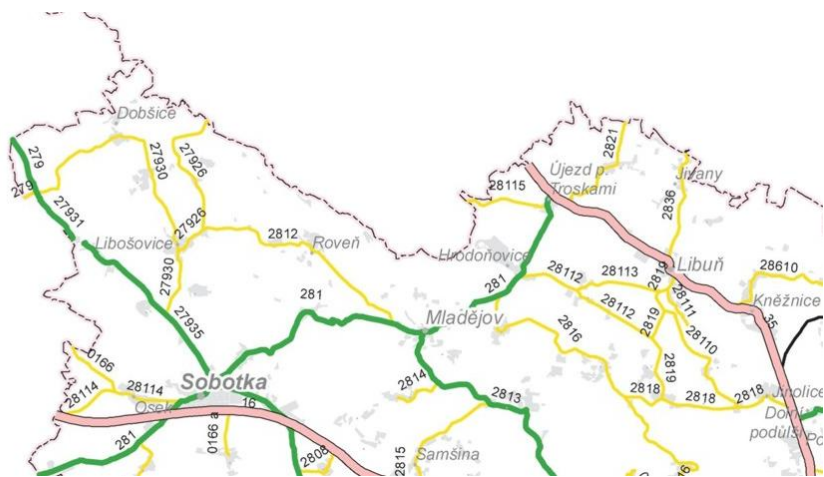 Dobšice
279
279
27930
27926
2821
Újezd p.
Troskami
Jivany
28115
2836
27931
27926
Libošovice
2812
Roveň
Hrdoňovice
2819
Libuň
28610
27930
281
281
28112
28113
28111
Kněžnice
27935
Mladějov
28112
2819
35
2816
28110
0166
Sobotka
2814
2819
28114
28114
2813
2818
2818
2818
Jinolice
Osek
16
0166 a
Dolní
podůlší
281
2808
2815
Samšina